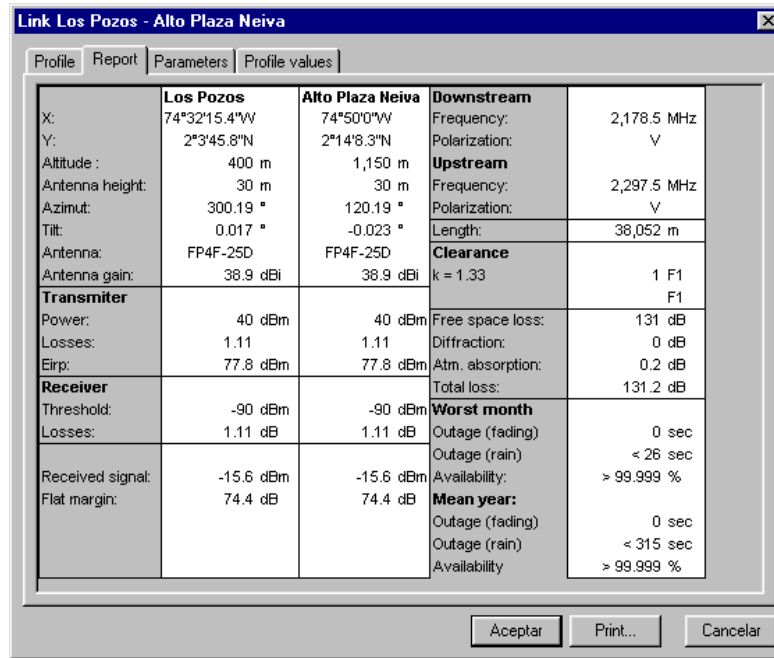 Link Los Pozos - Alto Plaza Neiva
Profile Report Parameters Profile values
Los Pozos Alto Plaza Neiva Downstream
X: 74°32'15.4"W 74°50'0"W Frequency: 2,178.5 MHz
Y: 2°3'45.8"N 2°14'8.3"N Polarization: V
Altitude : 400 m 1,150 m Upstream
Antenna height: 30 m 30 m Frequency: 2,297.5 MHz
Azimut: 300.19 ° 120.19 ° Polarization: V
Tilt: 0.017 ° -0.023 ° Length: 38,052 m
Antenna: FP4F-25D FP4F-25D Clearance
Antenna gain: 38.9 dBi 38.9 dBi k = 1.33 1 F1
Transmiter F1
Power: 40 dBm 40 dBm Free space loss: 131 dB
Losses: 1.11 1.11 Diffraction: 0 dB
Eirp: 77.8 dBm 77.8 dBm Atm. absorption: 0.2 dB
Receiver Total loss: 131.2 dB
Threshold: -90 dBm -90 dBm Worst month
Losses: 1.11 dB 1.11 dB Outage (fading) 0 sec
Outage (rain) < 26 sec
Received signal: -15.6 dBm -15.6 dBm Availability: > 99.999 %
Flat margin: 74.4 dB 74.4 dB Mean year:
Outage (fading) 0 sec
Outage (rain) < 315 sec
Availability > 99.999 %
Aceptar Print... Cancelar